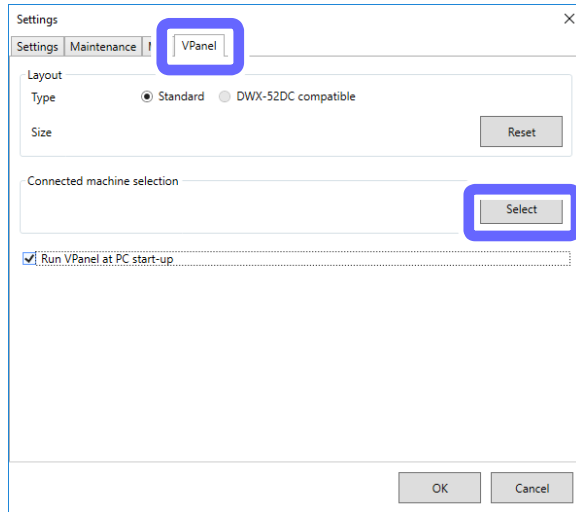 Settings
Settings Maintenance VPanel
Layout
Type Standard DWX-52DC compatible
Size Reset
Connected machine selection
Select
Run VPanel at PC start-up
OK Cancel